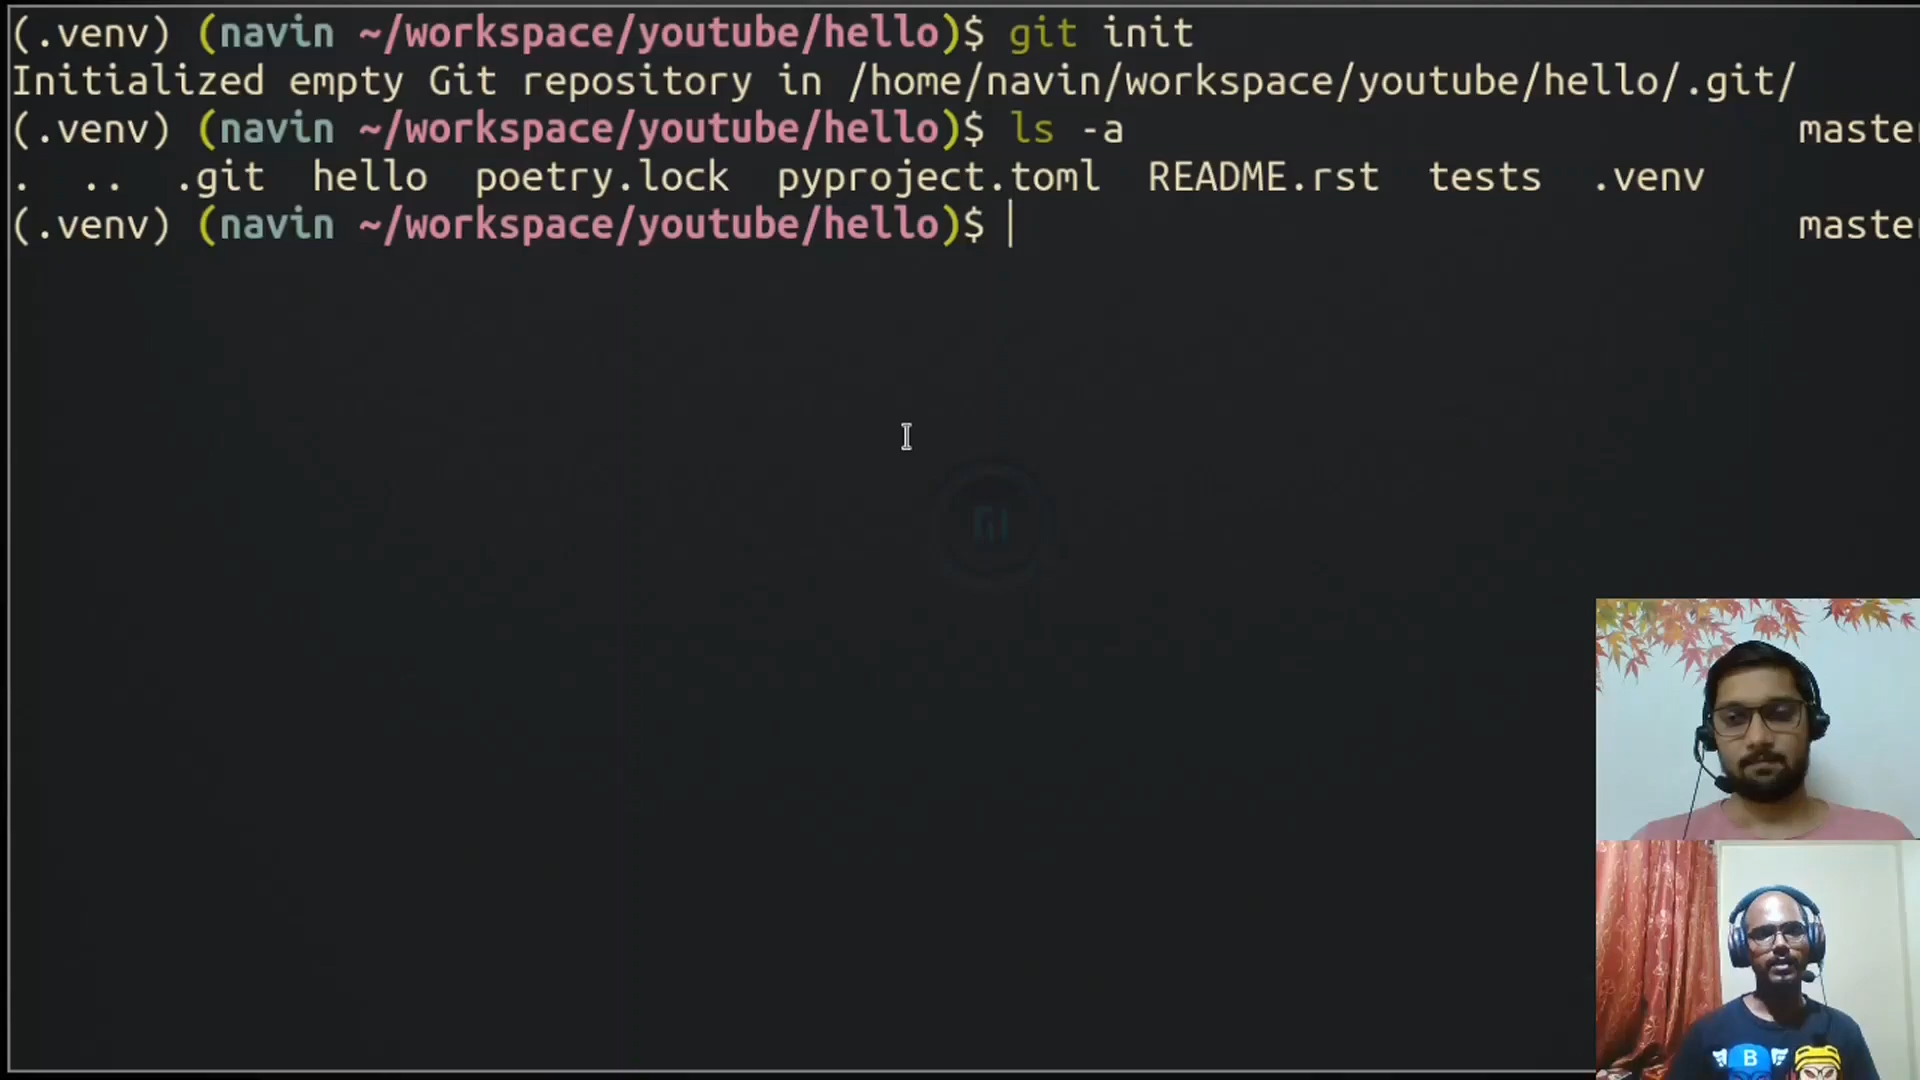 (.venv) (navin ~/workspace/youtube/hello)$ git init
Initialized empty Git repository in /home/navin/workspace/youtube/hello/.git/
(.venv) (navin ~/workspace/youtube/hello)$ ls -a master
. .. .git hello poetry.lock pyproject.toml README.rst tests .venv
(.venv) (navin ~/workspace/youtube/hello)$ master
B